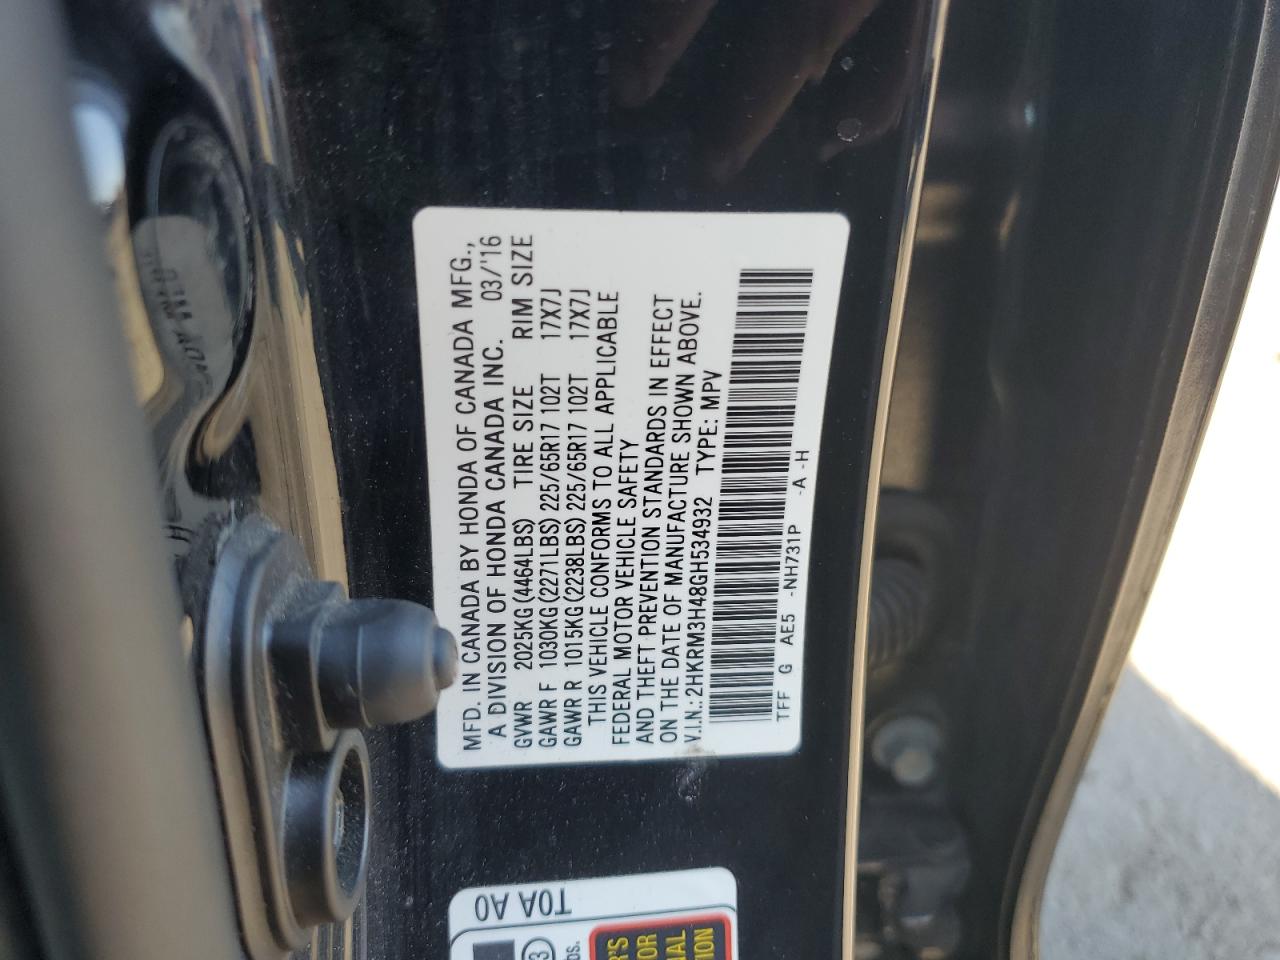 MFD. IN CANADA BY HONDA OF CANADA MFG.,
A DIVISION OF HONDA CANADA INC. 03/'16
GVWR 2025KG (4464LBS) TIRE SIZE RIM SIZE
GAWR F 1030KG (2271LBS) 225/65R17 102T 17X7J
GAWR R 1015KG (2238LBS) 225/65R17 102T 17X7J
THIS VEHICLE CONFORMS TO ALL APPLICABLE
FEDERAL MOTOR VEHICLE SAFETY
AND THEFT PREVENTION STANDARDS IN EFFECT
ON THE DATE OF MANUFACTURE SHOWN ABOVE.
V.I.N.: 2HKRM3H48GH534932 TYPE: MPV
TFF G AE5 -NH731P -A -H
T0A A0